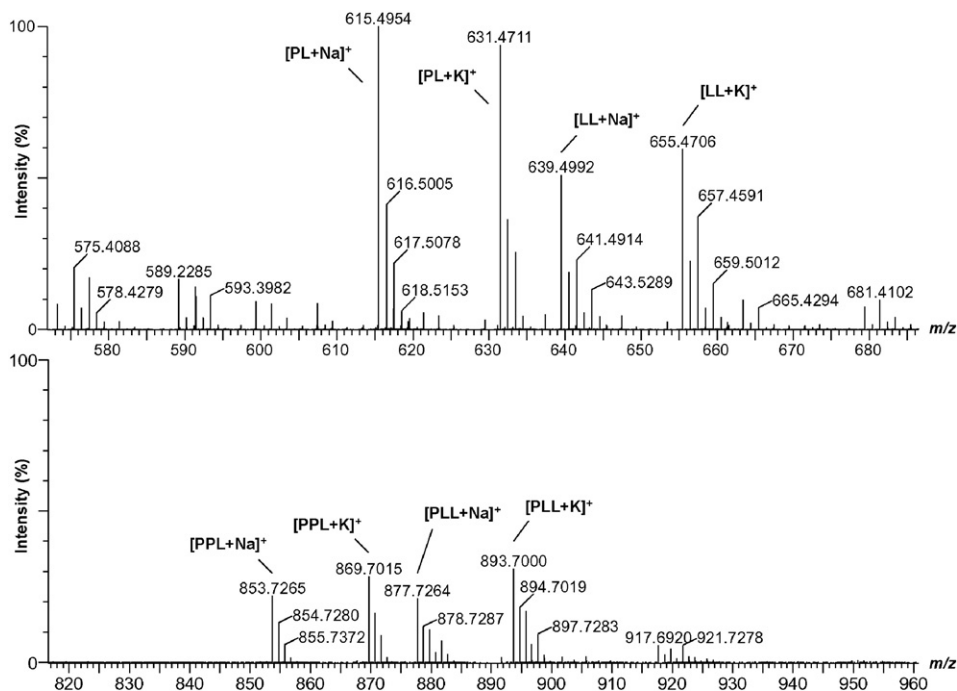 100
615.4954
631.4711
[PL+Na]⁺
[PL+K]⁺
[LL+Na]⁺
[LL+K]⁺
639.4992
655.4706
616.5005
657.4591
617.5078
641.4914
575.4088
589.2285
593.3982
578.4279
618.5153
643.5289
659.5012
665.4294
681.4102
Intensity (%)
0
580 590 600 610 620 630 640 650 660 670 680
m/z
100
[PPL+Na]⁺
[PPL+K]⁺
[PLL+Na]⁺
[PLL+K]⁺
853.7265
869.7015
877.7264
893.7000
854.7280
855.7372
878.7287
894.7019
897.7283
917.6920
921.7278
Intensity (%)
0
820 830 840 850 860 870 880 890 900 910 920 930 940 950 960
m/z